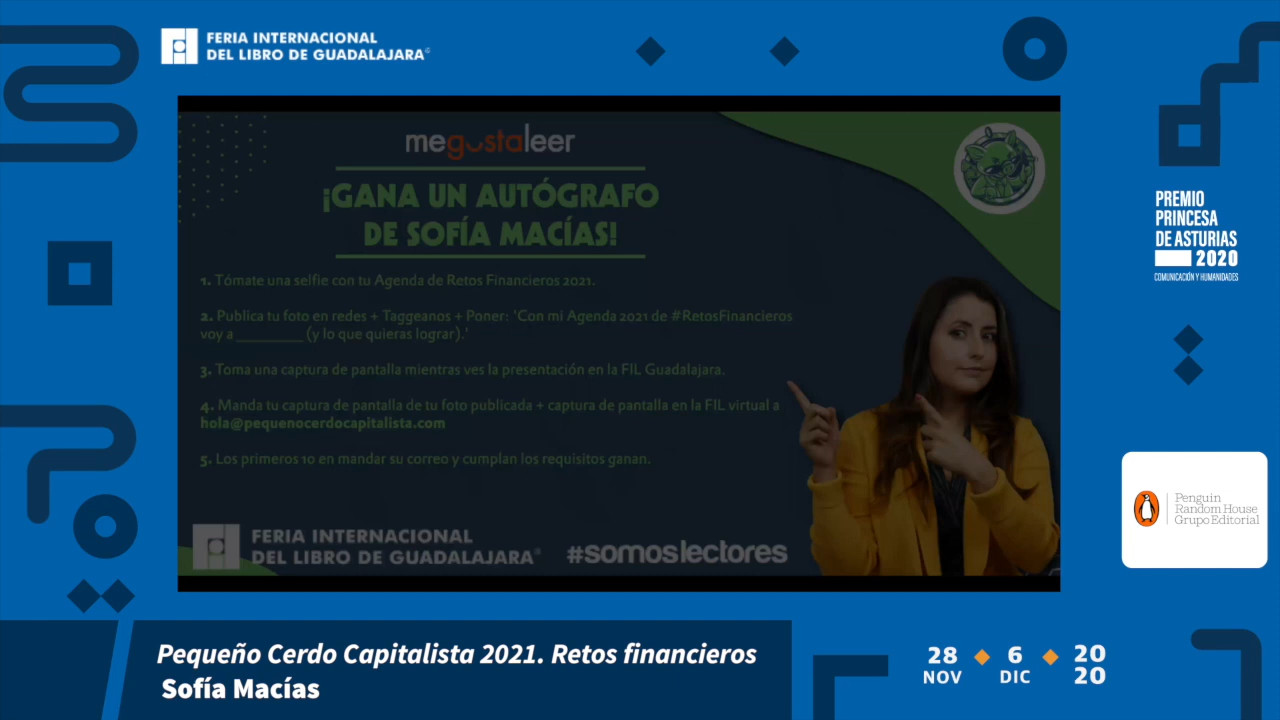 FERIA INTERNACIONAL
DEL LIBRO DE GUADALAJARA
megustaleer
¡GANA UN AUTÓGRAFO
DE SOFÍA MACÍAS!
1. Tómate una selfie con tu Agenda de Retos Financieros 2021.
2. Publica tu foto en redes + Taggeanos + Poner: 'Con mi Agenda 2021 de #RetosFinancieros
voy a ________ (y lo que quieras lograr).'
3. Toma una captura de pantalla mientras ves la presentación en la FIL Guadalajara.
4. Manda tu captura de pantalla de tu foto publicada + captura de pantalla en la FIL virtual a
hola@pequenocerdocapitalista.com
5. Los primeros 10 en mandar su correo y cumplan los requisitos ganan.
FERIA INTERNACIONAL
DEL LIBRO DE GUADALAJARA
#somoslectores
PREMIO
PRINCESA
DE ASTURIAS
2020
COMUNICACIÓN Y HUMANIDADES
Penguin
Random House
Grupo Editorial
Pequeño Cerdo Capitalista 2021. Retos financieros
Sofía Macías
28 6 20
NOV DIC 20